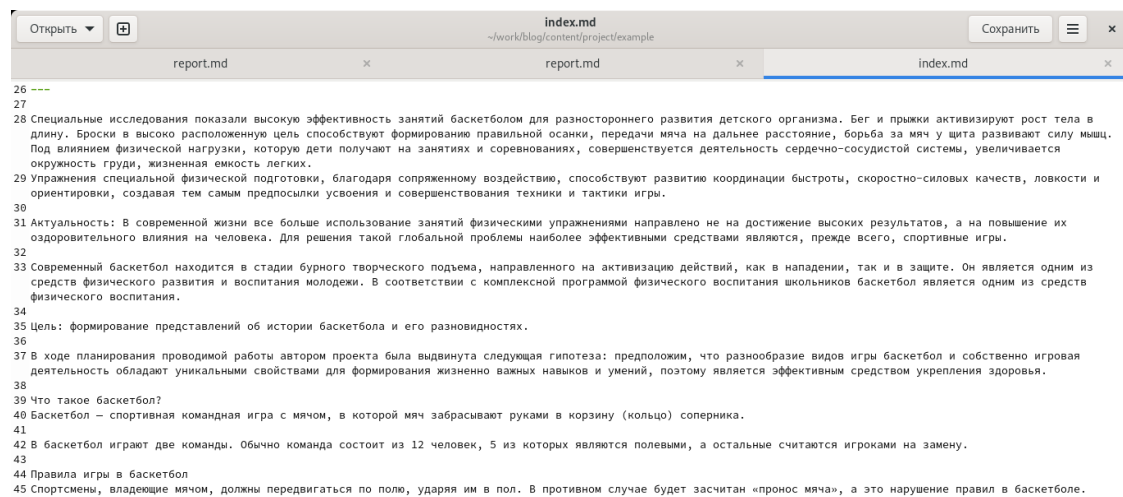 Открыть
index.md
~/work/blog/content/project/example
Сохранить
report.md
report.md
index.md
26 ---
27
28 Специальные исследования показали высокую эффективность занятий баскетболом для разностороннего развития детского организма. Бег и прыжки активизируют рост тела в
длину. Броски в высоко расположенную цель способствуют формированию правильной осанки, передачи мяча на дальнее расстояние, борьба за мяч у щита развивают силу мышц.
Под влиянием физической нагрузки, которую дети получают на занятиях и соревнованиях, совершенствуется деятельность сердечно-сосудистой системы, увеличивается
окружность груди, жизненная емкость легких.
29 Упражнения специальной физической подготовки, благодаря сопряженному воздействию, способствуют развитию координации быстроты, скоростно-силовых качеств, ловкости и
ориентировки, создавая тем самым предпосылки усвоения и совершенствования техники и тактики игры.
30
31 Актуальность: В современной жизни все больше использование занятий физическими упражнениями направлено не на достижение высоких результатов, а на повышение их
оздоровительного влияния на человека. Для решения такой глобальной проблемы наиболее эффективными средствами являются, прежде всего, спортивные игры.
32
33 Современный баскетбол находится в стадии бурного творческого подъема, направленного на активизацию действий, как в нападении, так и в защите. Он является одним из
средств физического развития и воспитания молодежи. В соответствии с комплексной программой физического воспитания школьников баскетбол является одним из средств
физического воспитания.
34
35 Цель: формирование представлений об истории баскетбола и его разновидностях.
36
37 В ходе планирования проводимой работы автором проекта была выдвинута следующая гипотеза: предположим, что разнообразие видов игры баскетбол и собственно игровая
деятельность обладают уникальными свойствами для формирования жизненно важных навыков и умений, поэтому является эффективным средством укрепления здоровья.
38
39 Что такое баскетбол?
40 Баскетбол — спортивная командная игра с мячом, в которой мяч забрасывают руками в корзину (кольцо) соперника.
41
42 В баскетбол играют две команды. Обычно команда состоит из 12 человек, 5 из которых являются полевыми, а остальные считаются игроками на замену.
43
44 Правила игры в баскетбол
45 Спортсмены, владеющие мячом, должны передвигаться по полю, ударяя им в пол. В противном случае будет засчитан «пронос мяча», а это нарушение правил в баскетболе.